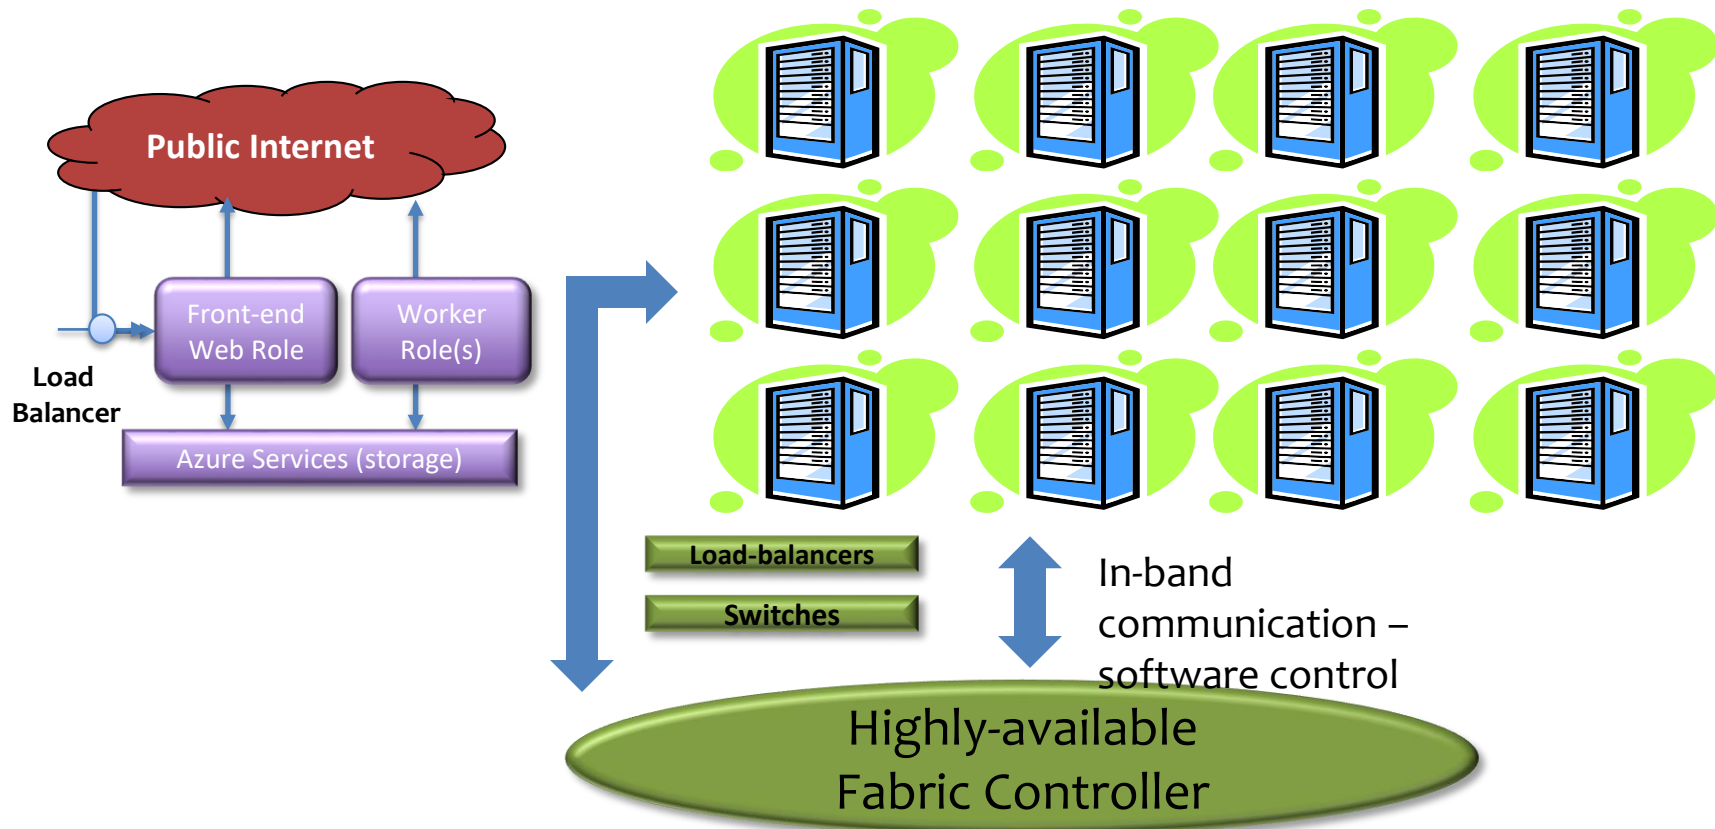 Public Internet
Front-end
Web Role
Worker
Role(s)
Load
Balancer
Azure Services (storage)
Load-balancers
Switches
In-band
communication –
software control
Highly-available
Fabric Controller